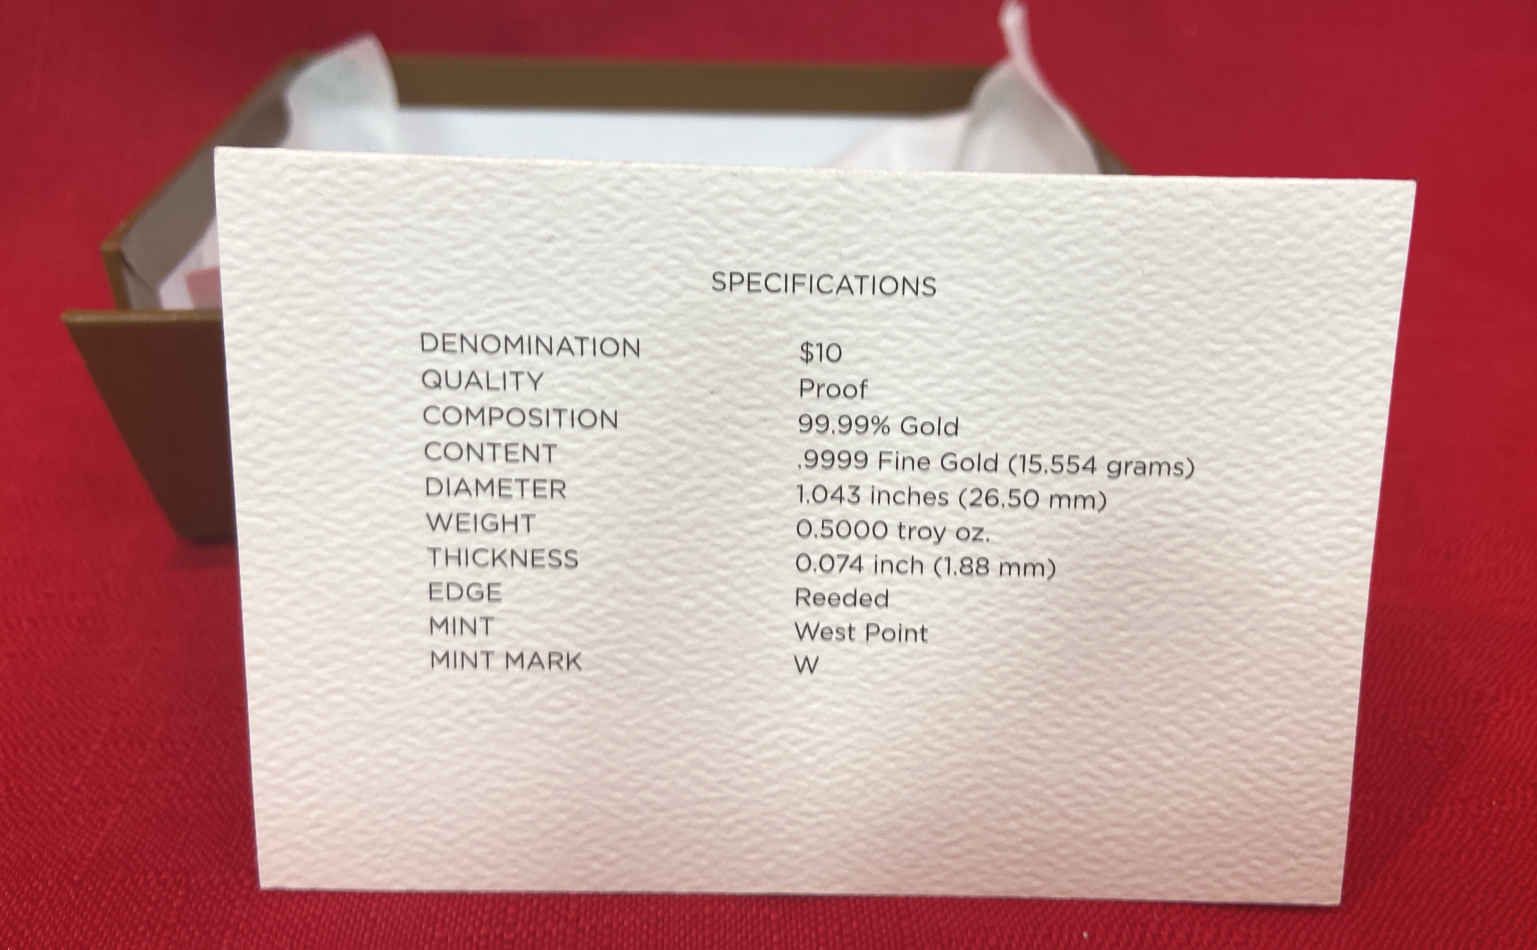 SPECIFICATIONS
DENOMINATION $10
QUALITY Proof
COMPOSITION 99.99% Gold
CONTENT .9999 Fine Gold (15.554 grams)
DIAMETER 1.043 inches (26.50 mm)
WEIGHT 0.5000 troy oz.
THICKNESS 0.074 inch (1.88 mm)
EDGE Reeded
MINT West Point
MINT MARK W